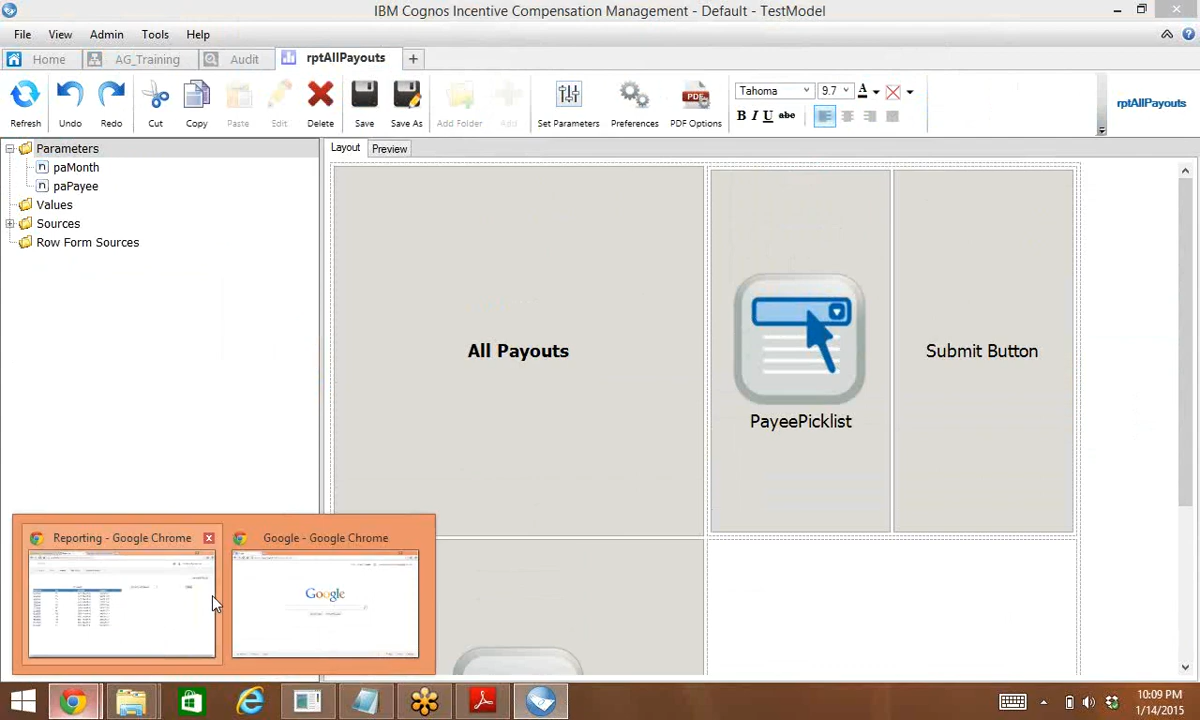 IBM Cognos Incentive Compensation Management - Default - TestModel
File View Admin Tools Help
Home AG_Training Audit rptAllPayouts +
Refresh Undo Redo Cut Copy Paste Edit Delete Save Save As Add Folder Add Set Parameters Preferences PDF Options
Tahoma 9.7 A
B I U abc
rptAllPayouts
Parameters
paMonth
paPayee
Values
Sources
Row Form Sources
Layout Preview
All Payouts
PayeePicklist
Submit Button
Reporting - Google Chrome
Google - Google Chrome
Google
10:09 PM
1/14/2015